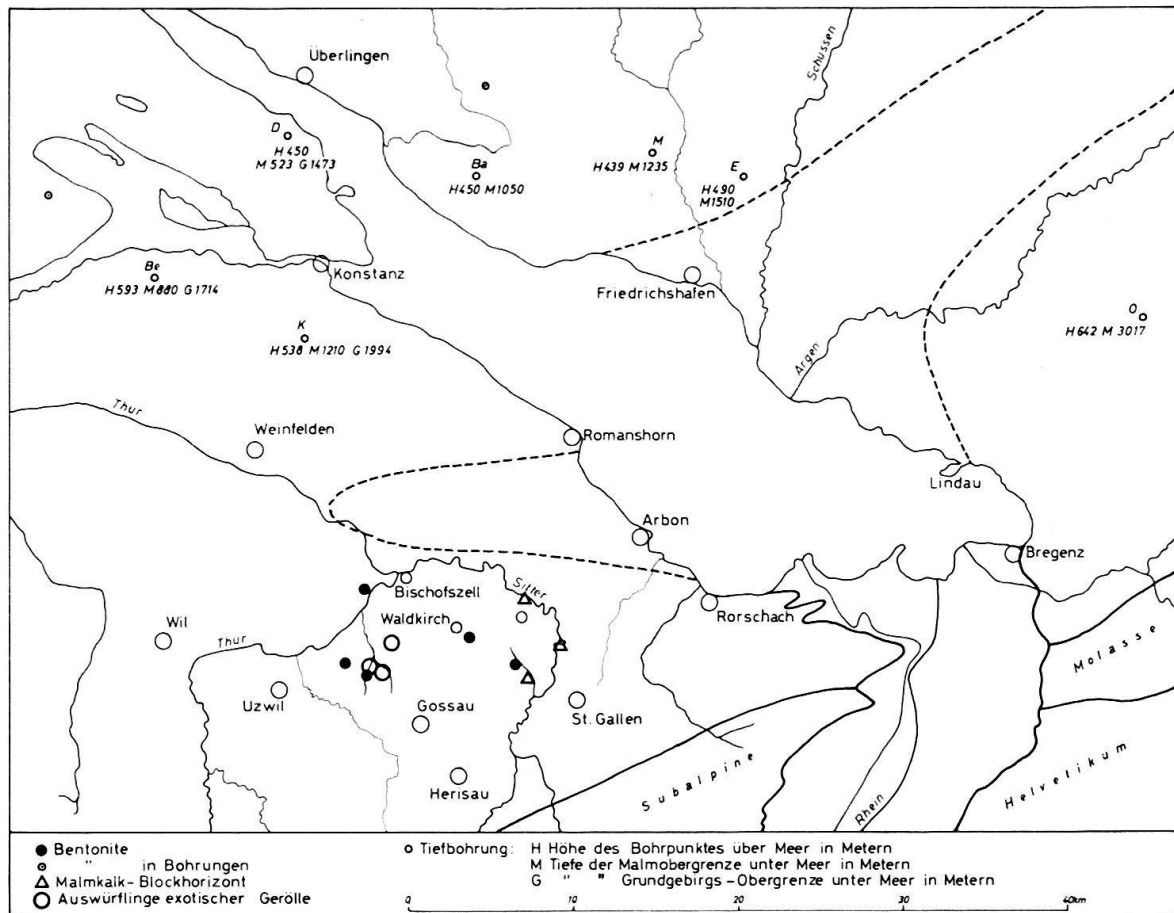 Überlingen
Schussen
D
H 450
M 523 G 1473
Ba
H 450 M 1050
M
H 439 M 1235
E
H 490
M 1510
Be
H 593 M 880 G 1714
Konstanz
Friedrichshafen
O
H 642 M 3017
K
H 538 M 1210 G 1994
Argen
Thur
Weinfelden
Romanshorn
Lindau
Arbon
Bregenz
Bischofszell
Sitter
Rorschach
Waldkirch
Wil
Thur
Molasse
Uzwil
Gossau
St. Gallen
Subalpine
Helvetikum
Herisau
Rhein
Bentonite
" in Bohrungen
Malmkalk-Blockhorizont
Auswürflinge exotischer Gerölle
Tiefbohrung: H Höhe des Bohrpunktes über Meer in Metern
M Tiefe der Malmobergrenze unter Meer in Metern
G " " Grundgebirgs-Obergrenze unter Meer in Metern
0 10 20 30 40km